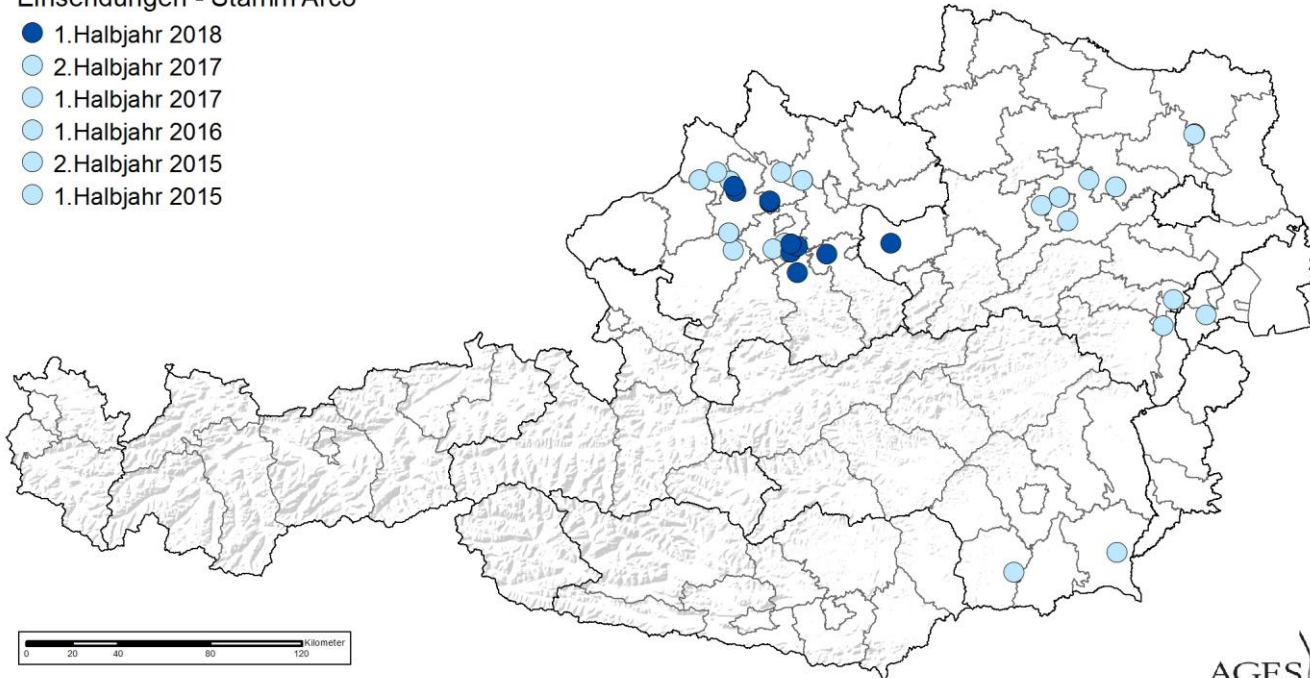 Einsendungen - Stamm Arco
1.Halbjahr 2018
2.Halbjahr 2017
1.Halbjahr 2017
1.Halbjahr 2016
2.Halbjahr 2015
1.Halbjahr 2015
Kilometer
0 20 40 80 120
AGES